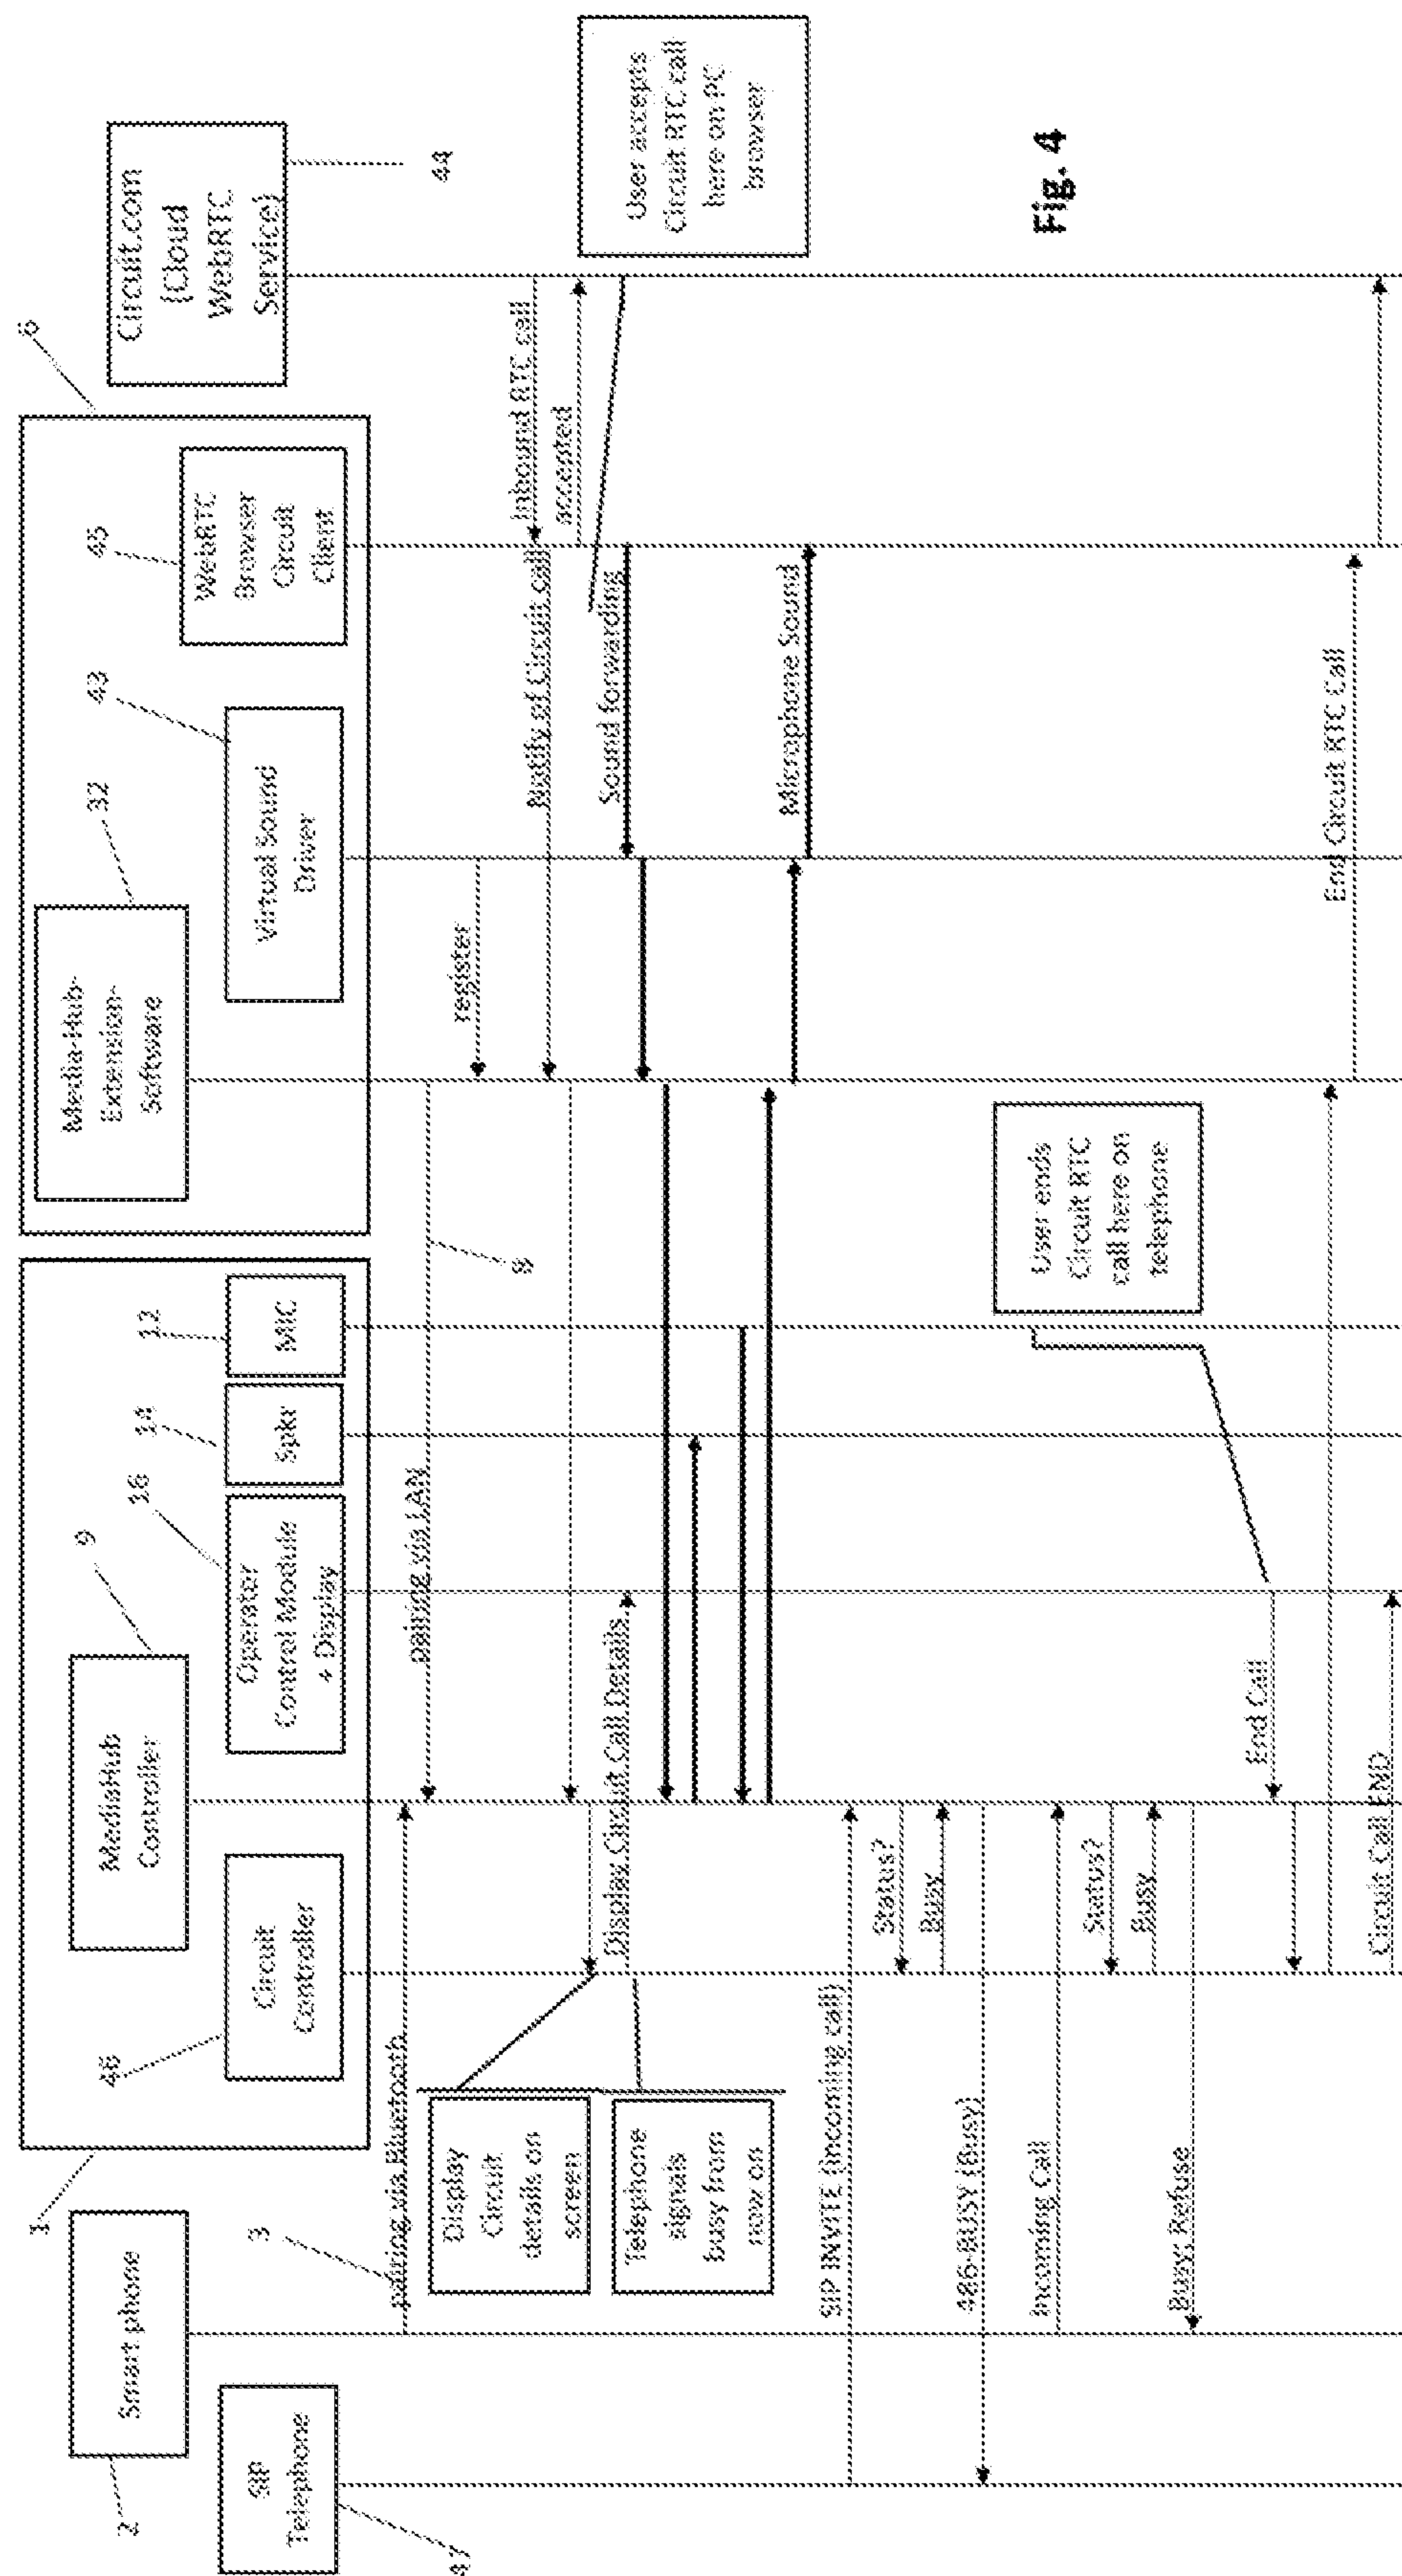 SIP
Telephone
47
Smart phone
2
1
Circuit
Controller
46
MediaHub
Controller
9
Operater
Control Module
+ Display
16
Spkr
14
MIC
12
Media-Hub-
Extension-
Software
32
Virtual Sound
Driver
43
WebRTC
Browser
Circuit
Client
45
6
Circuit.com
(Cloud
WebRTC
Service)
44
pairing via Bluetooth
3
pairing via LAN
8
register
Inbound RTC call
Notify of Circuit call
accepted
User accepts
Circuit RTC call
here on PC
browser
Display
Circuit
details on
screen
Display Circuit Call Details
Sound forwarding
Telephone
signals
busy from
now on
Microphone Sound
SIP INVITE (incoming call)
Status?
Busy
486-BUSY (Busy)
Incoming Call
Status?
Busy
Busy: Refuse
User ends
Circuit RTC
call here on
telephone
End Call
End Circuit RTC Call
Circuit Call END
Fig. 4